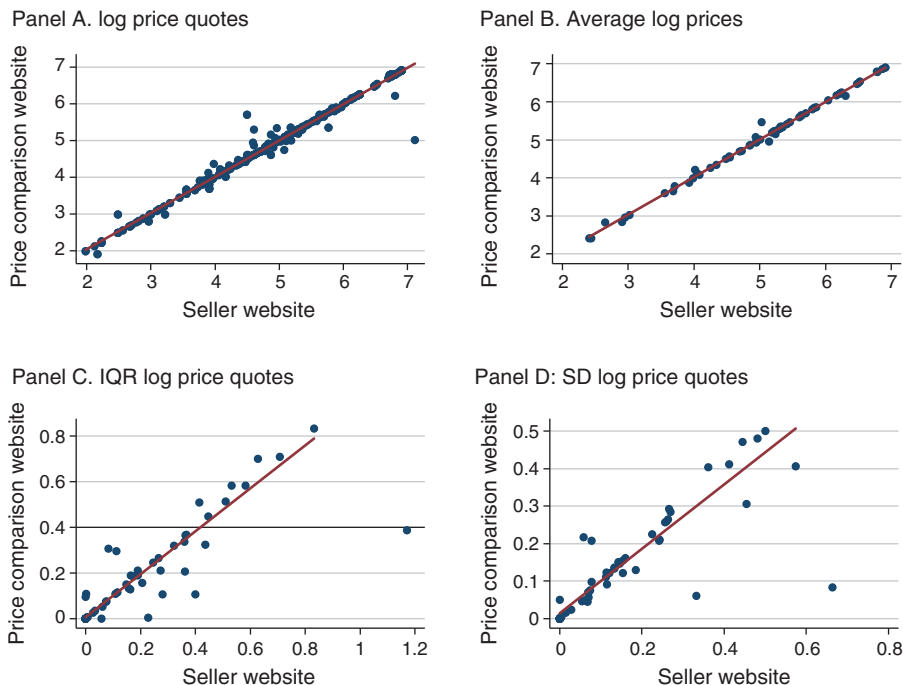 Panel A. log price quotes
Price comparison website
7
6
5
4
3
2
2 3 4 5 6 7
Seller website
Panel B. Average log prices
Price comparison website
7
6
5
4
3
2
2 3 4 5 6 7
Seller website
Panel C. IQR log price quotes
Price comparison website
0.8
0.6
0.4
0.2
0
0 0.2 0.4 0.6 0.8 1 1.2
Seller website
Panel D: SD log price quotes
Price comparison website
0.5
0.4
0.3
0.2
0.1
0
0 0.2 0.4 0.6 0.8
Seller website